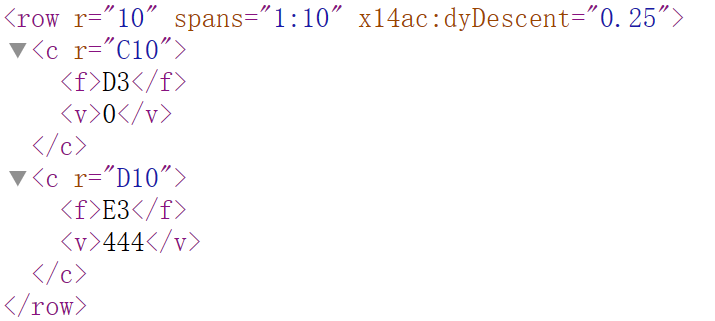 <row r="10" spans="1:10" x14ac:dyDescent="0.25">
▼<c r="C10">
<f>D3</f>
<v>0</v>
</c>
▼<c r="D10">
<f>E3</f>
<v>444</v>
</c>
</row>